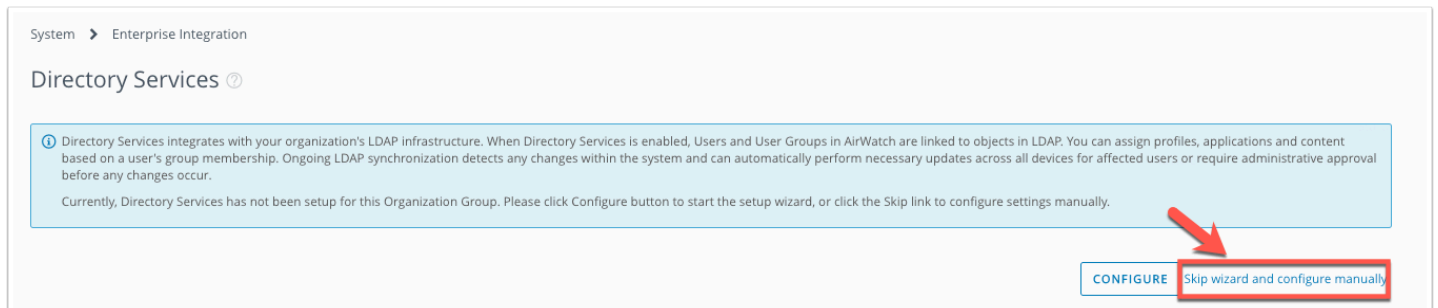 System > Enterprise Integration
Directory Services
Directory Services integrates with your organization's LDAP infrastructure. When Directory Services is enabled, Users and User Groups in AirWatch are linked to objects in LDAP. You can assign profiles, applications and content
based on a user's group membership. Ongoing LDAP synchronization detects any changes within the system and can automatically perform necessary updates across all devices for affected users or require administrative approval
before any changes occur.
Currently, Directory Services has not been setup for this Organization Group. Please click Configure button to start the setup wizard, or click the Skip link to configure settings manually.
CONFIGURE Skip wizard and configure manually